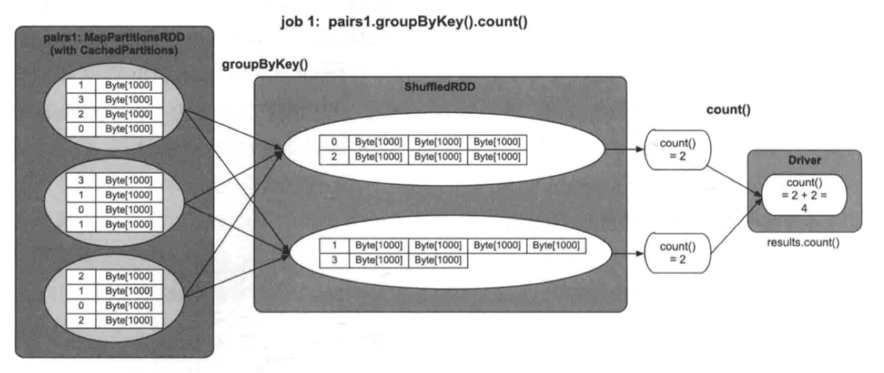 job 1: pairs1.groupByKey().count()
pairs1: MapPartitionsRDD
(with CachedPartitions)
1 Byte[1000]
3 Byte[1000]
2 Byte[1000]
0 Byte[1000]
3 Byte[1000]
1 Byte[1000]
0 Byte[1000]
1 Byte[1000]
2 Byte[1000]
1 Byte[1000]
0 Byte[1000]
2 Byte[1000]
groupByKey()
ShuffledRDD
0 Byte[1000] Byte[1000] Byte[1000]
2 Byte[1000] Byte[1000] Byte[1000]
1 Byte[1000] Byte[1000] Byte[1000] Byte[1000]
3 Byte[1000] Byte[1000]
count()
count()
= 2
count()
= 2
Driver
count()
= 2 + 2 =
4
results.count()